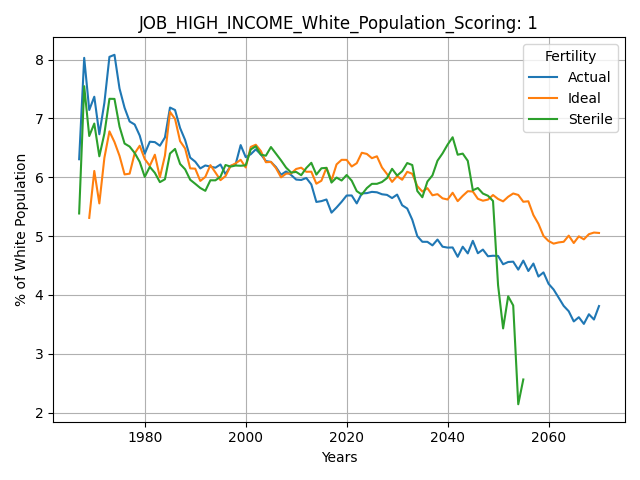 JOB_HIGH_INCOME_White_Population_Scoring: 1
Fertility
Actual
Ideal
Sterile
% of White Population
8
7
6
5
4
3
2
1980 2000 2020 2040 2060
Years